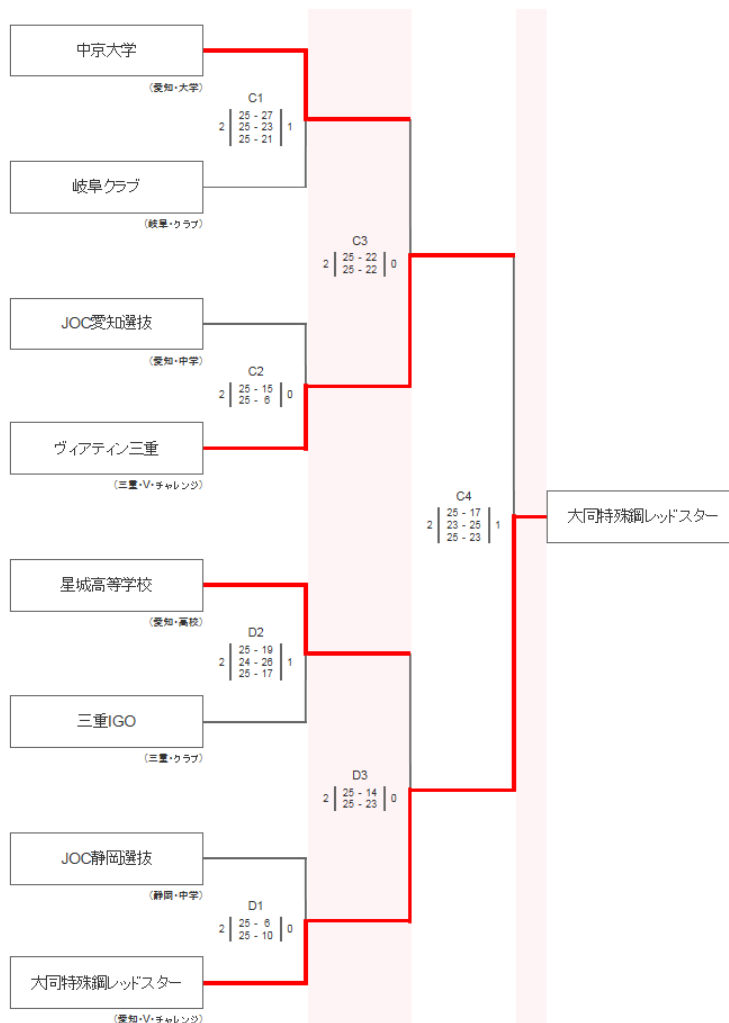 中京大学
(愛知・大学)
C1
2 25 - 27 1
25 - 23
25 - 21
岐阜クラブ
(岐阜・クラブ)
C3
2 25 - 22 0
25 - 22
JOC愛知選抜
(愛知・中学)
C2
2 25 - 15 0
25 - 6
ヴィアティン三重
(三重・V・チャレンジ)
C4
2 25 - 17 1
23 - 25
25 - 23
大同特殊鋼レッドスター
星城高等学校
(愛知・高校)
D2
2 25 - 19 1
24 - 26
25 - 17
三重IGO
(三重・クラブ)
D3
2 25 - 14 0
25 - 23
JOC静岡選抜
(静岡・中学)
D1
2 25 - 6 0
25 - 10
大同特殊鋼レッドスター
(愛知・V・チャレンジ)